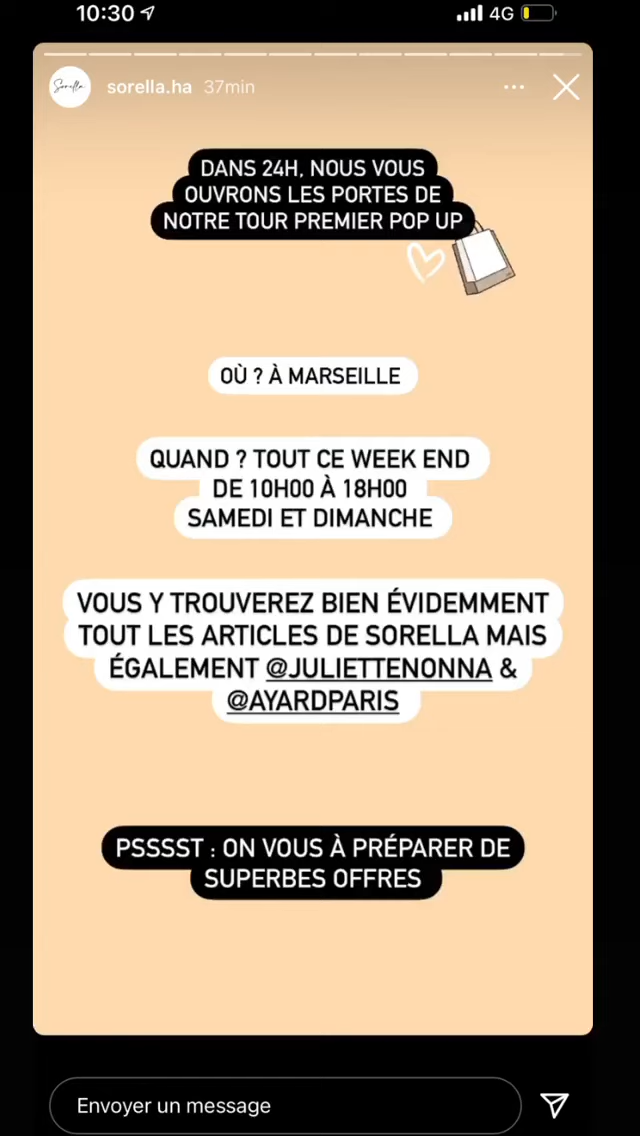 10:30
4G
Sorella
sorella.ha 37min
DANS 24H, NOUS VOUS
OUVRONS LES PORTES DE
NOTRE TOUR PREMIER POP UP
OÙ ? À MARSEILLE
QUAND ? TOUT CE WEEK END
DE 10H00 À 18H00
SAMEDI ET DIMANCHE
VOUS Y TROUVEREZ BIEN ÉVIDEMMENT
TOUT LES ARTICLES DE SORELLA MAIS
ÉGALEMENT @JULIETTENONNA &
@AYARDPARIS
PSSSST : ON VOUS À PRÉPARER DE
SUPERBES OFFRES
Envoyer un message